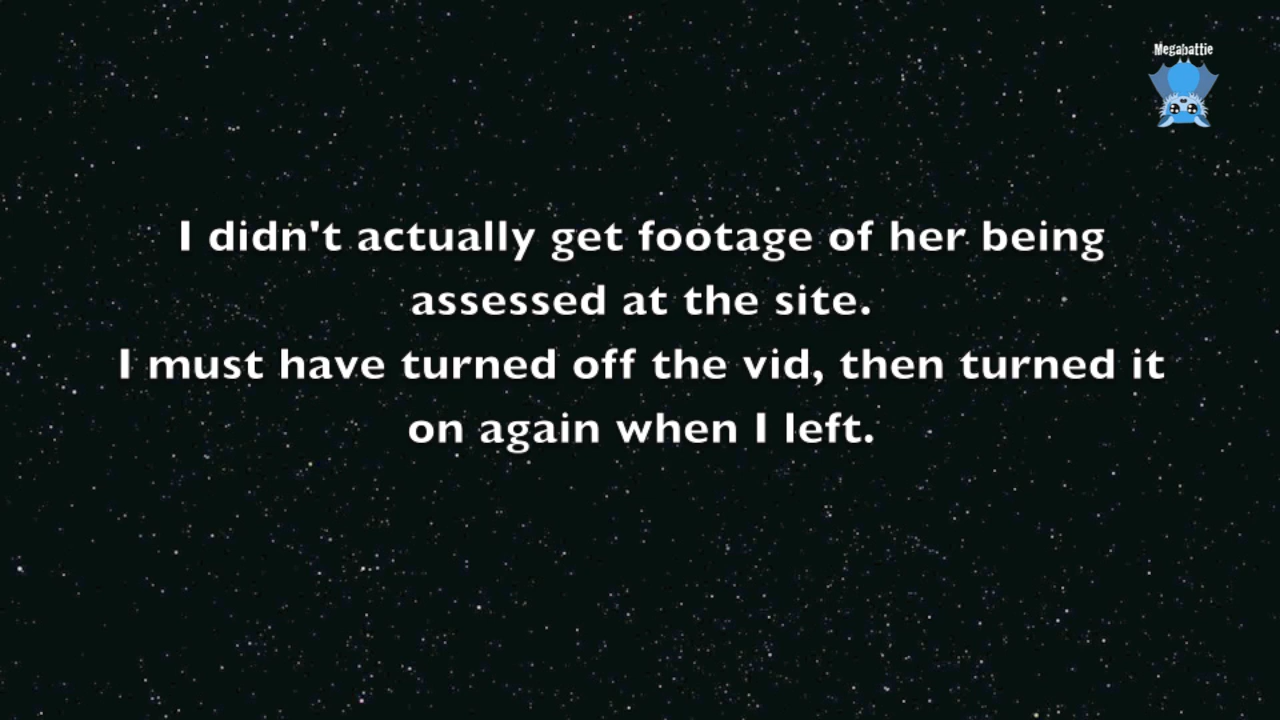 Megabattie
I didn't actually get footage of her being
assessed at the site.
I must have turned off the vid, then turned it
on again when I left.